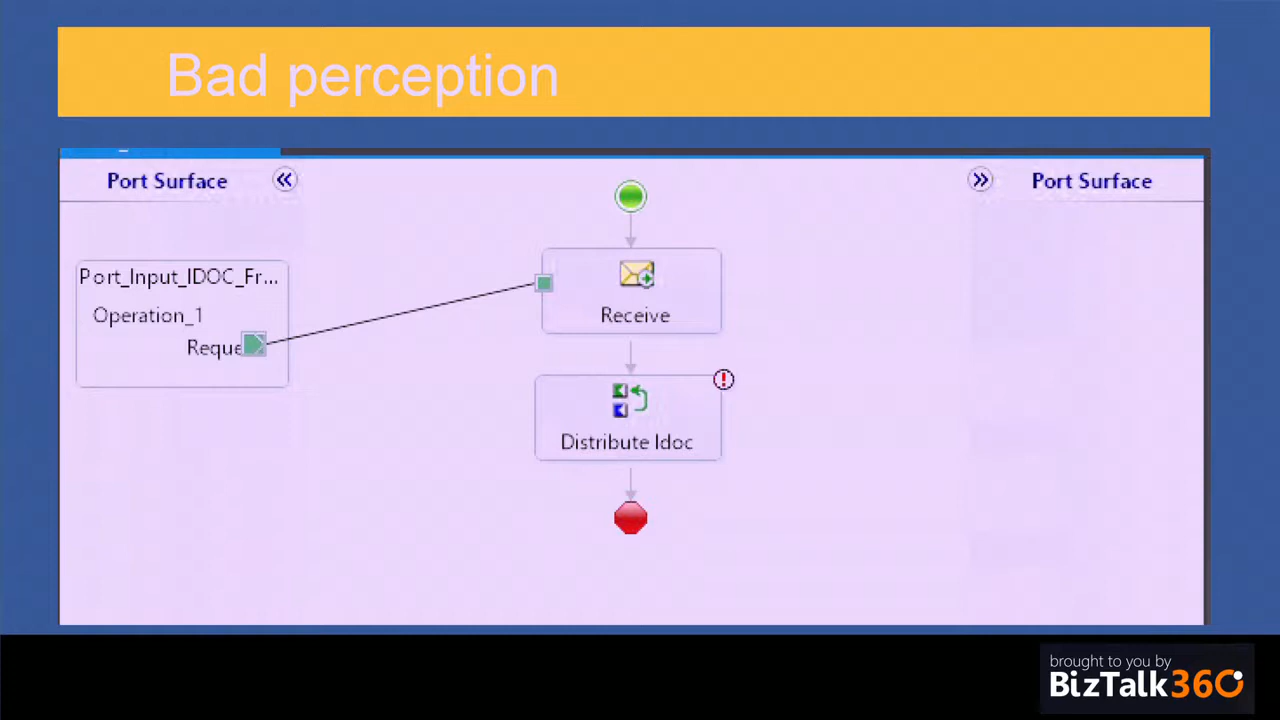 Bad perception
Port Surface
Port Surface
Port_Input_IDOC_Fr...
Operation_1
Reque
Receive
Distribute Idoc
brought to you by
BizTalk360